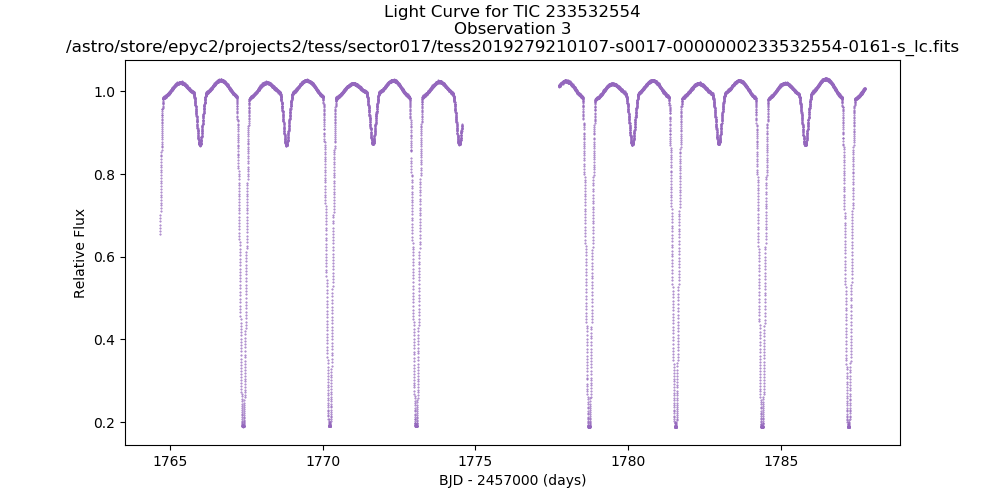 Light Curve for TIC 233532554
Observation 3
/astro/store/epyc2/projects2/tess/sector017/tess2019279210107-s0017-0000000233532554-0161-s_lc.fits
1.0
0.8
0.6
0.4
0.2
Relative Flux
1765
1770
1775
1780
1785
BJD - 2457000 (days)